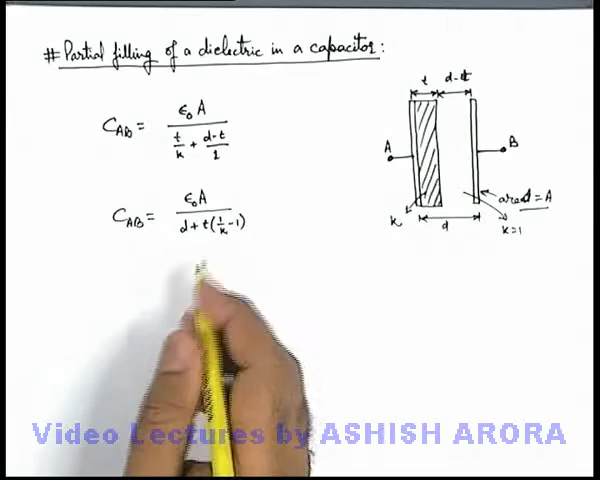 # Partial filling of a dielectric in a capacitor:
t d-t
C_AB = ε₀A / (t/k + (d-t)/1)
A B
C_AB = ε₀A / (d + t(1/k - 1))
area = A
k d k=1
Video Lectures by ASHISH ARORA